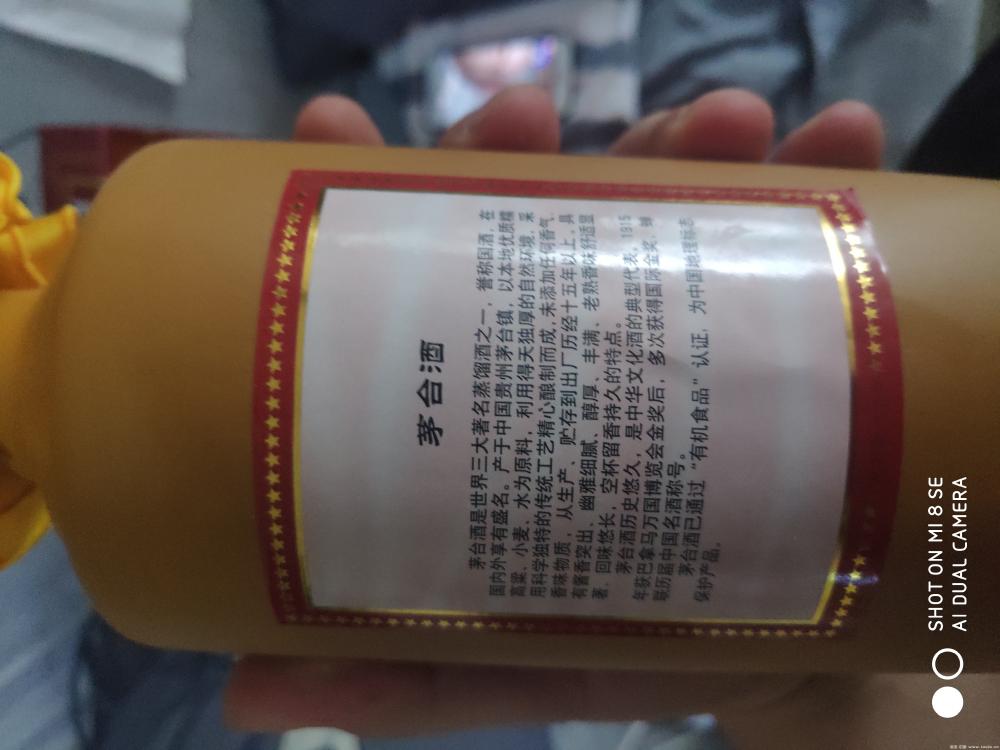 茅台酒
茅台酒是世界三大著名蒸馏酒之一，誉称国酒，在
国内外享有盛名。产于中国贵州茅台镇，以本地优质糯
高粱、小麦、水为原料，利用得天独厚的自然环境，采
用科学独特的传统工艺精心酿制而成，未添加任何香气、
香味物质，从生产、贮存到出厂历经十五年以上，具
有酱香突出、幽雅细腻、醇厚、丰满、老熟香味舒适显
著、回味悠长，空杯留香持久的特点。
茅台酒历史悠久，是中华文化酒的典型代表，1915
年获巴拿马万国博览会金奖后，多次获得国际金奖，蝉
联历届中国名酒称号。
茅台酒已通过“有机食品”认证，为中国地理标志
保护产品。
SHOT ON MI 8 SE
AI DUAL CAMERA